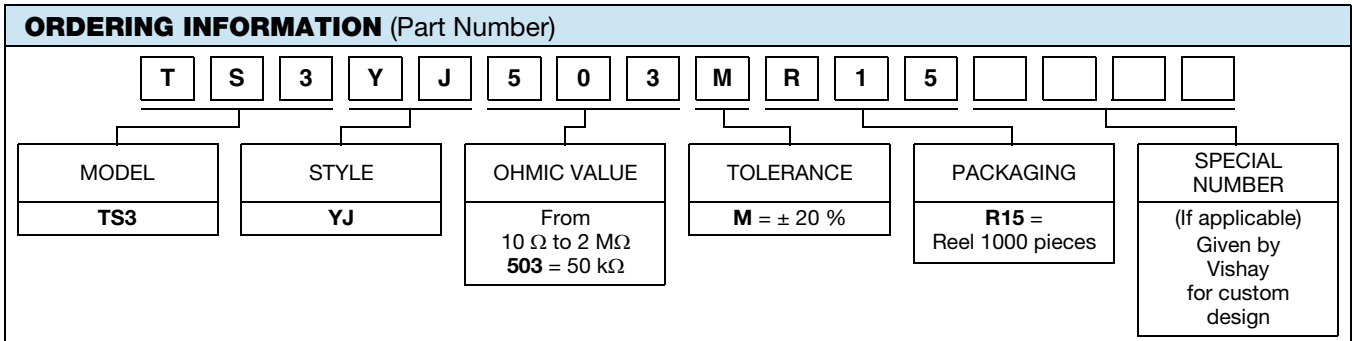 ORDERING INFORMATION (Part Number)
T S 3 Y J 5 0 3 M R 1 5
MODEL
TS3
STYLE
YJ
OHMIC VALUE
From
10 Ω to 2 MΩ
503 = 50 kΩ
TOLERANCE
M = ± 20 %
PACKAGING
R15 =
Reel 1000 pieces
SPECIAL
NUMBER
(If applicable)
Given by
Vishay
for custom
design